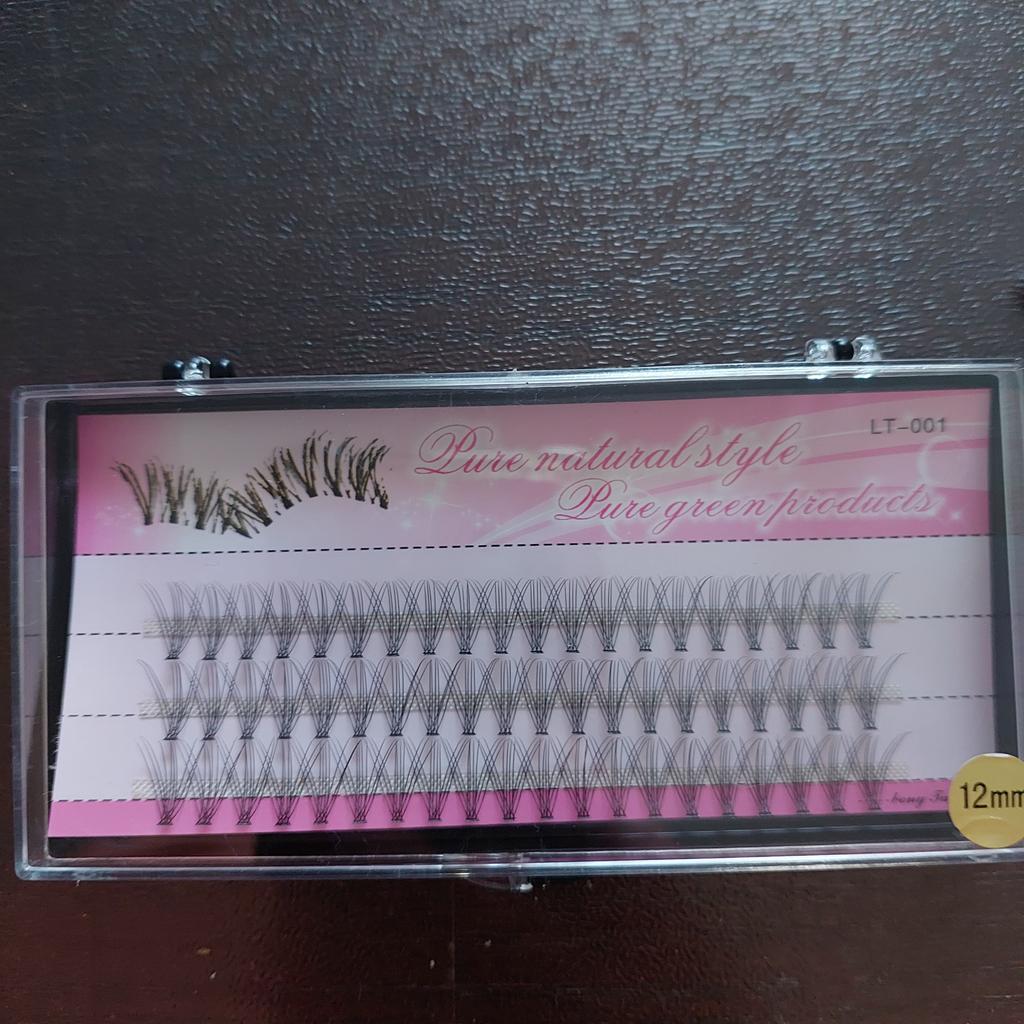 LT-001
Pure natural style
Pure green products
12mm